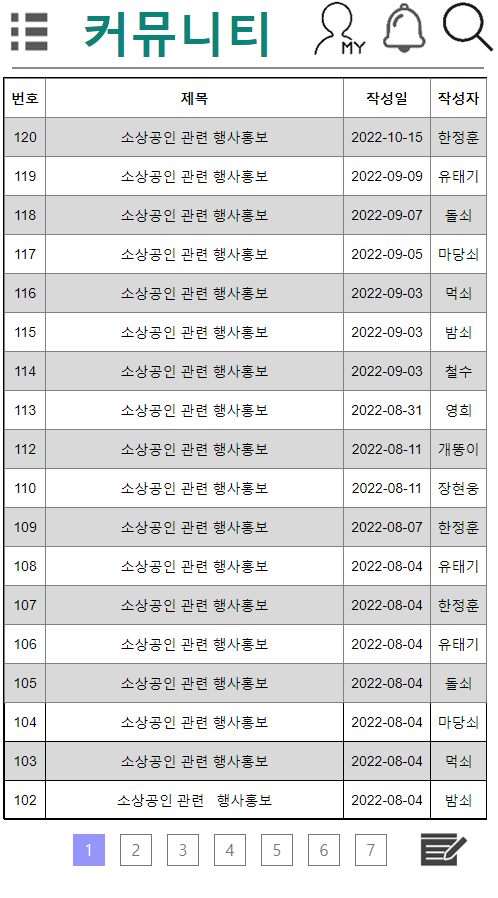 커뮤니티 MY
번호 제목 작성일 작성자
120 소상공인 관련 행사홍보 2022-10-15 한정훈
119 소상공인 관련 행사홍보 2022-09-09 유태기
118 소상공인 관련 행사홍보 2022-09-07 돌쇠
117 소상공인 관련 행사홍보 2022-09-05 마당쇠
116 소상공인 관련 행사홍보 2022-09-03 먹쇠
115 소상공인 관련 행사홍보 2022-09-03 밤쇠
114 소상공인 관련 행사홍보 2022-09-03 철수
113 소상공인 관련 행사홍보 2022-08-31 영희
112 소상공인 관련 행사홍보 2022-08-11 개똥이
110 소상공인 관련 행사홍보 2022-08-11 장현웅
109 소상공인 관련 행사홍보 2022-08-07 한정훈
108 소상공인 관련 행사홍보 2022-08-04 유태기
107 소상공인 관련 행사홍보 2022-08-04 한정훈
106 소상공인 관련 행사홍보 2022-08-04 유태기
105 소상공인 관련 행사홍보 2022-08-04 돌쇠
104 소상공인 관련 행사홍보 2022-08-04 마당쇠
103 소상공인 관련 행사홍보 2022-08-04 먹쇠
102 소상공인 관련 행사홍보 2022-08-04 밤쇠
1 2 3 4 5 6 7